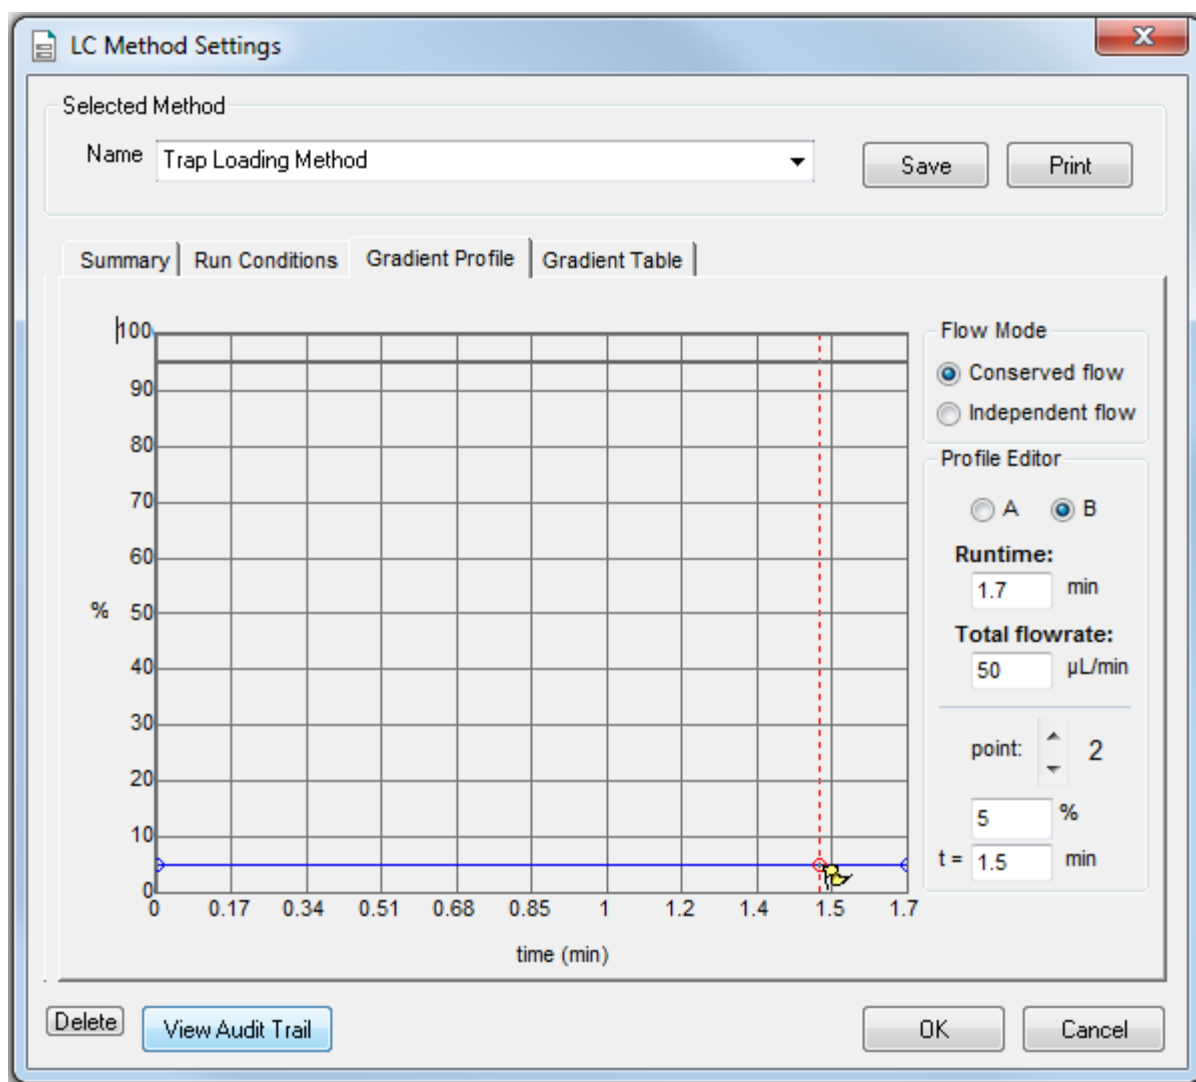 LC Method Settings
Selected Method
Name Trap Loading Method Save Print
Summary Run Conditions Gradient Profile Gradient Table
100
90
80
70
60
% 50
40
30
20
10
0
0 0.17 0.34 0.51 0.68 0.85 1 1.2 1.4 1.5 1.7
time (min)
Flow Mode
Conserved flow
Independent flow
Profile Editor
A B
Runtime:
1.7 min
Total flowrate:
50 µL/min
point: 2
5 %
t = 1.5 min
Delete View Audit Trail OK Cancel